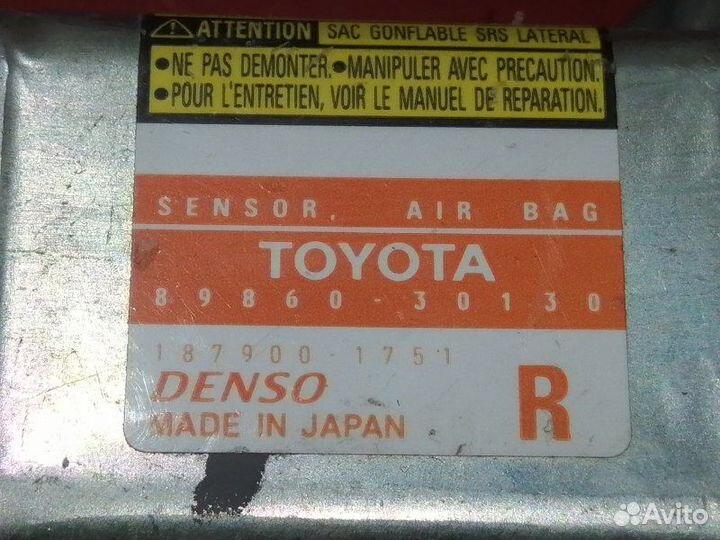 ATTENTION SAC GONFLABLE SRS LATERAL
•NE PAS DEMONTER. •MANIPULER AVEC PRECAUTION.
•POUR L'ENTRETIEN, VOIR LE MANUEL DE REPARATION.
SENSOR, AIR BAG
TOYOTA
89860-30130
187900-1751
DENSO
MADE IN JAPAN
R
Avito